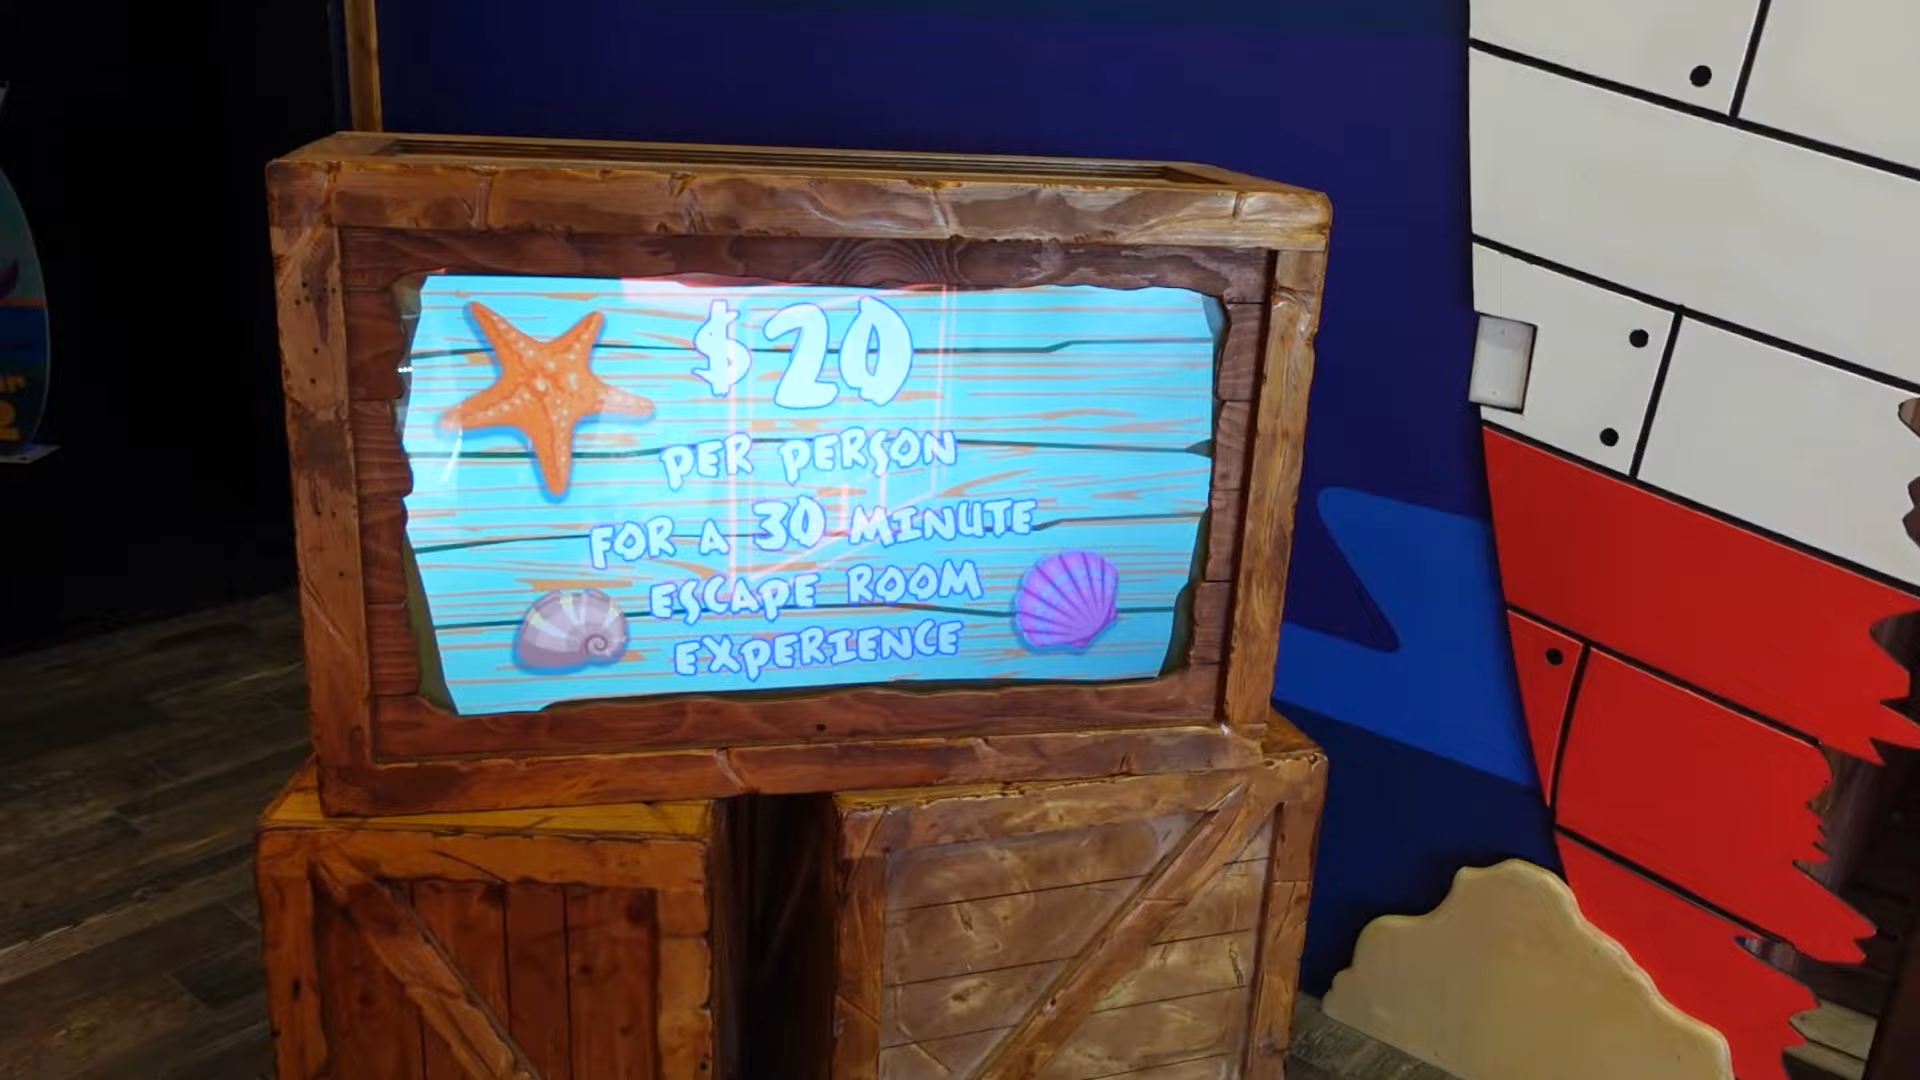 $20
PER PERSON
FOR A 30 MINUTE
ESCAPE ROOM
EXPERIENCE